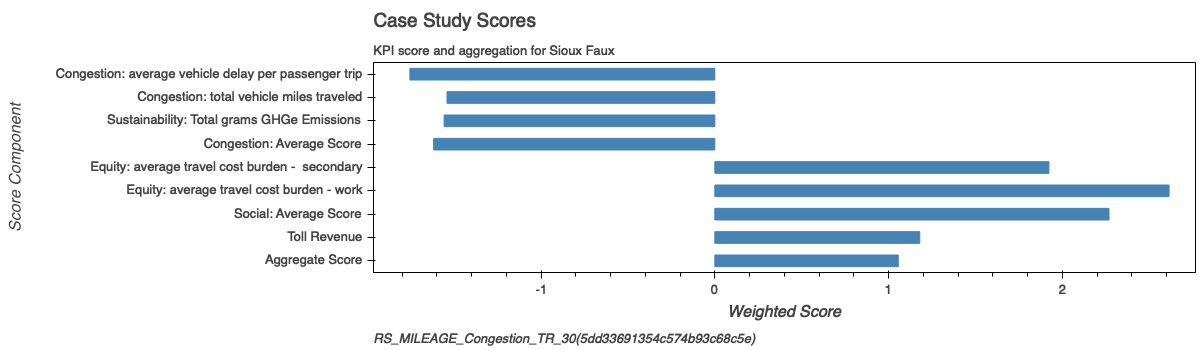 Case Study Scores
KPI score and aggregation for Sioux Faux
Score Component
Congestion: average vehicle delay per passenger trip
Congestion: total vehicle miles traveled
Sustainability: Total grams GHGe Emissions
Congestion: Average Score
Equity: average travel cost burden -  secondary
Equity: average travel cost burden - work
Social: Average Score
Toll Revenue
Aggregate Score
-1 0 1 2
Weighted Score
RS_MILEAGE_Congestion_TR_30(5dd33691354c574b93c68c5e)